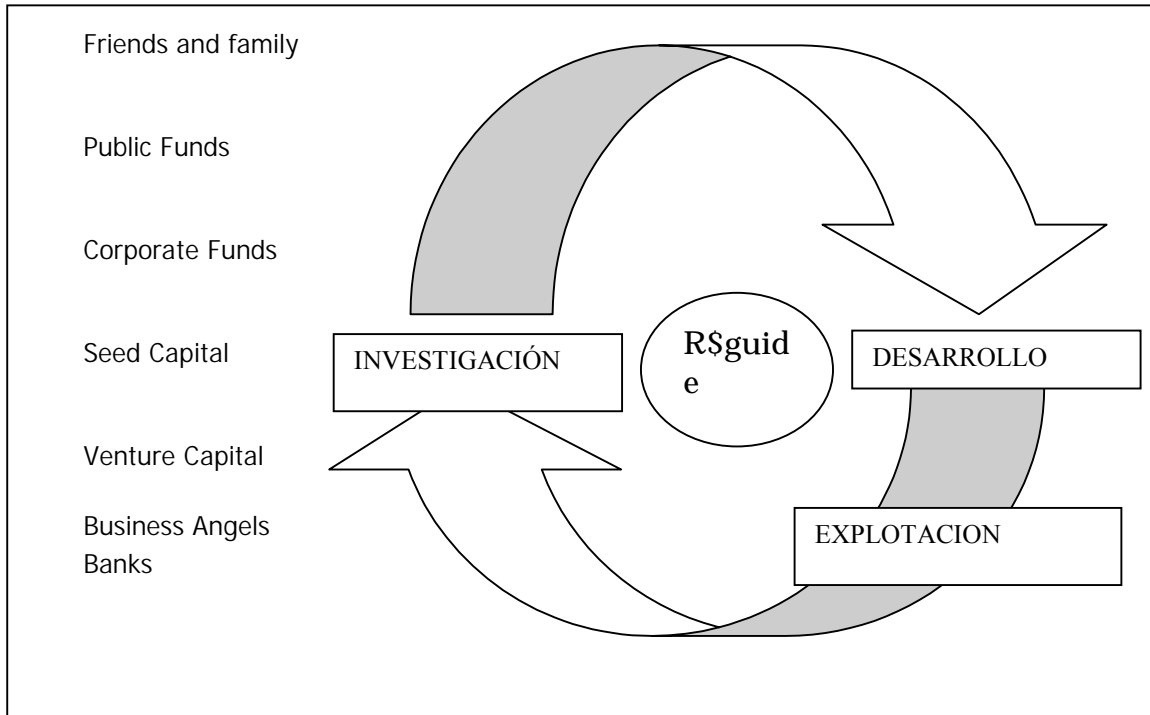 Friends and family
Public Funds
Corporate Funds
Seed Capital
Venture Capital
Business Angels
Banks
INVESTIGACIÓN
R$guid
e
DESARROLLO
EXPLOTACION